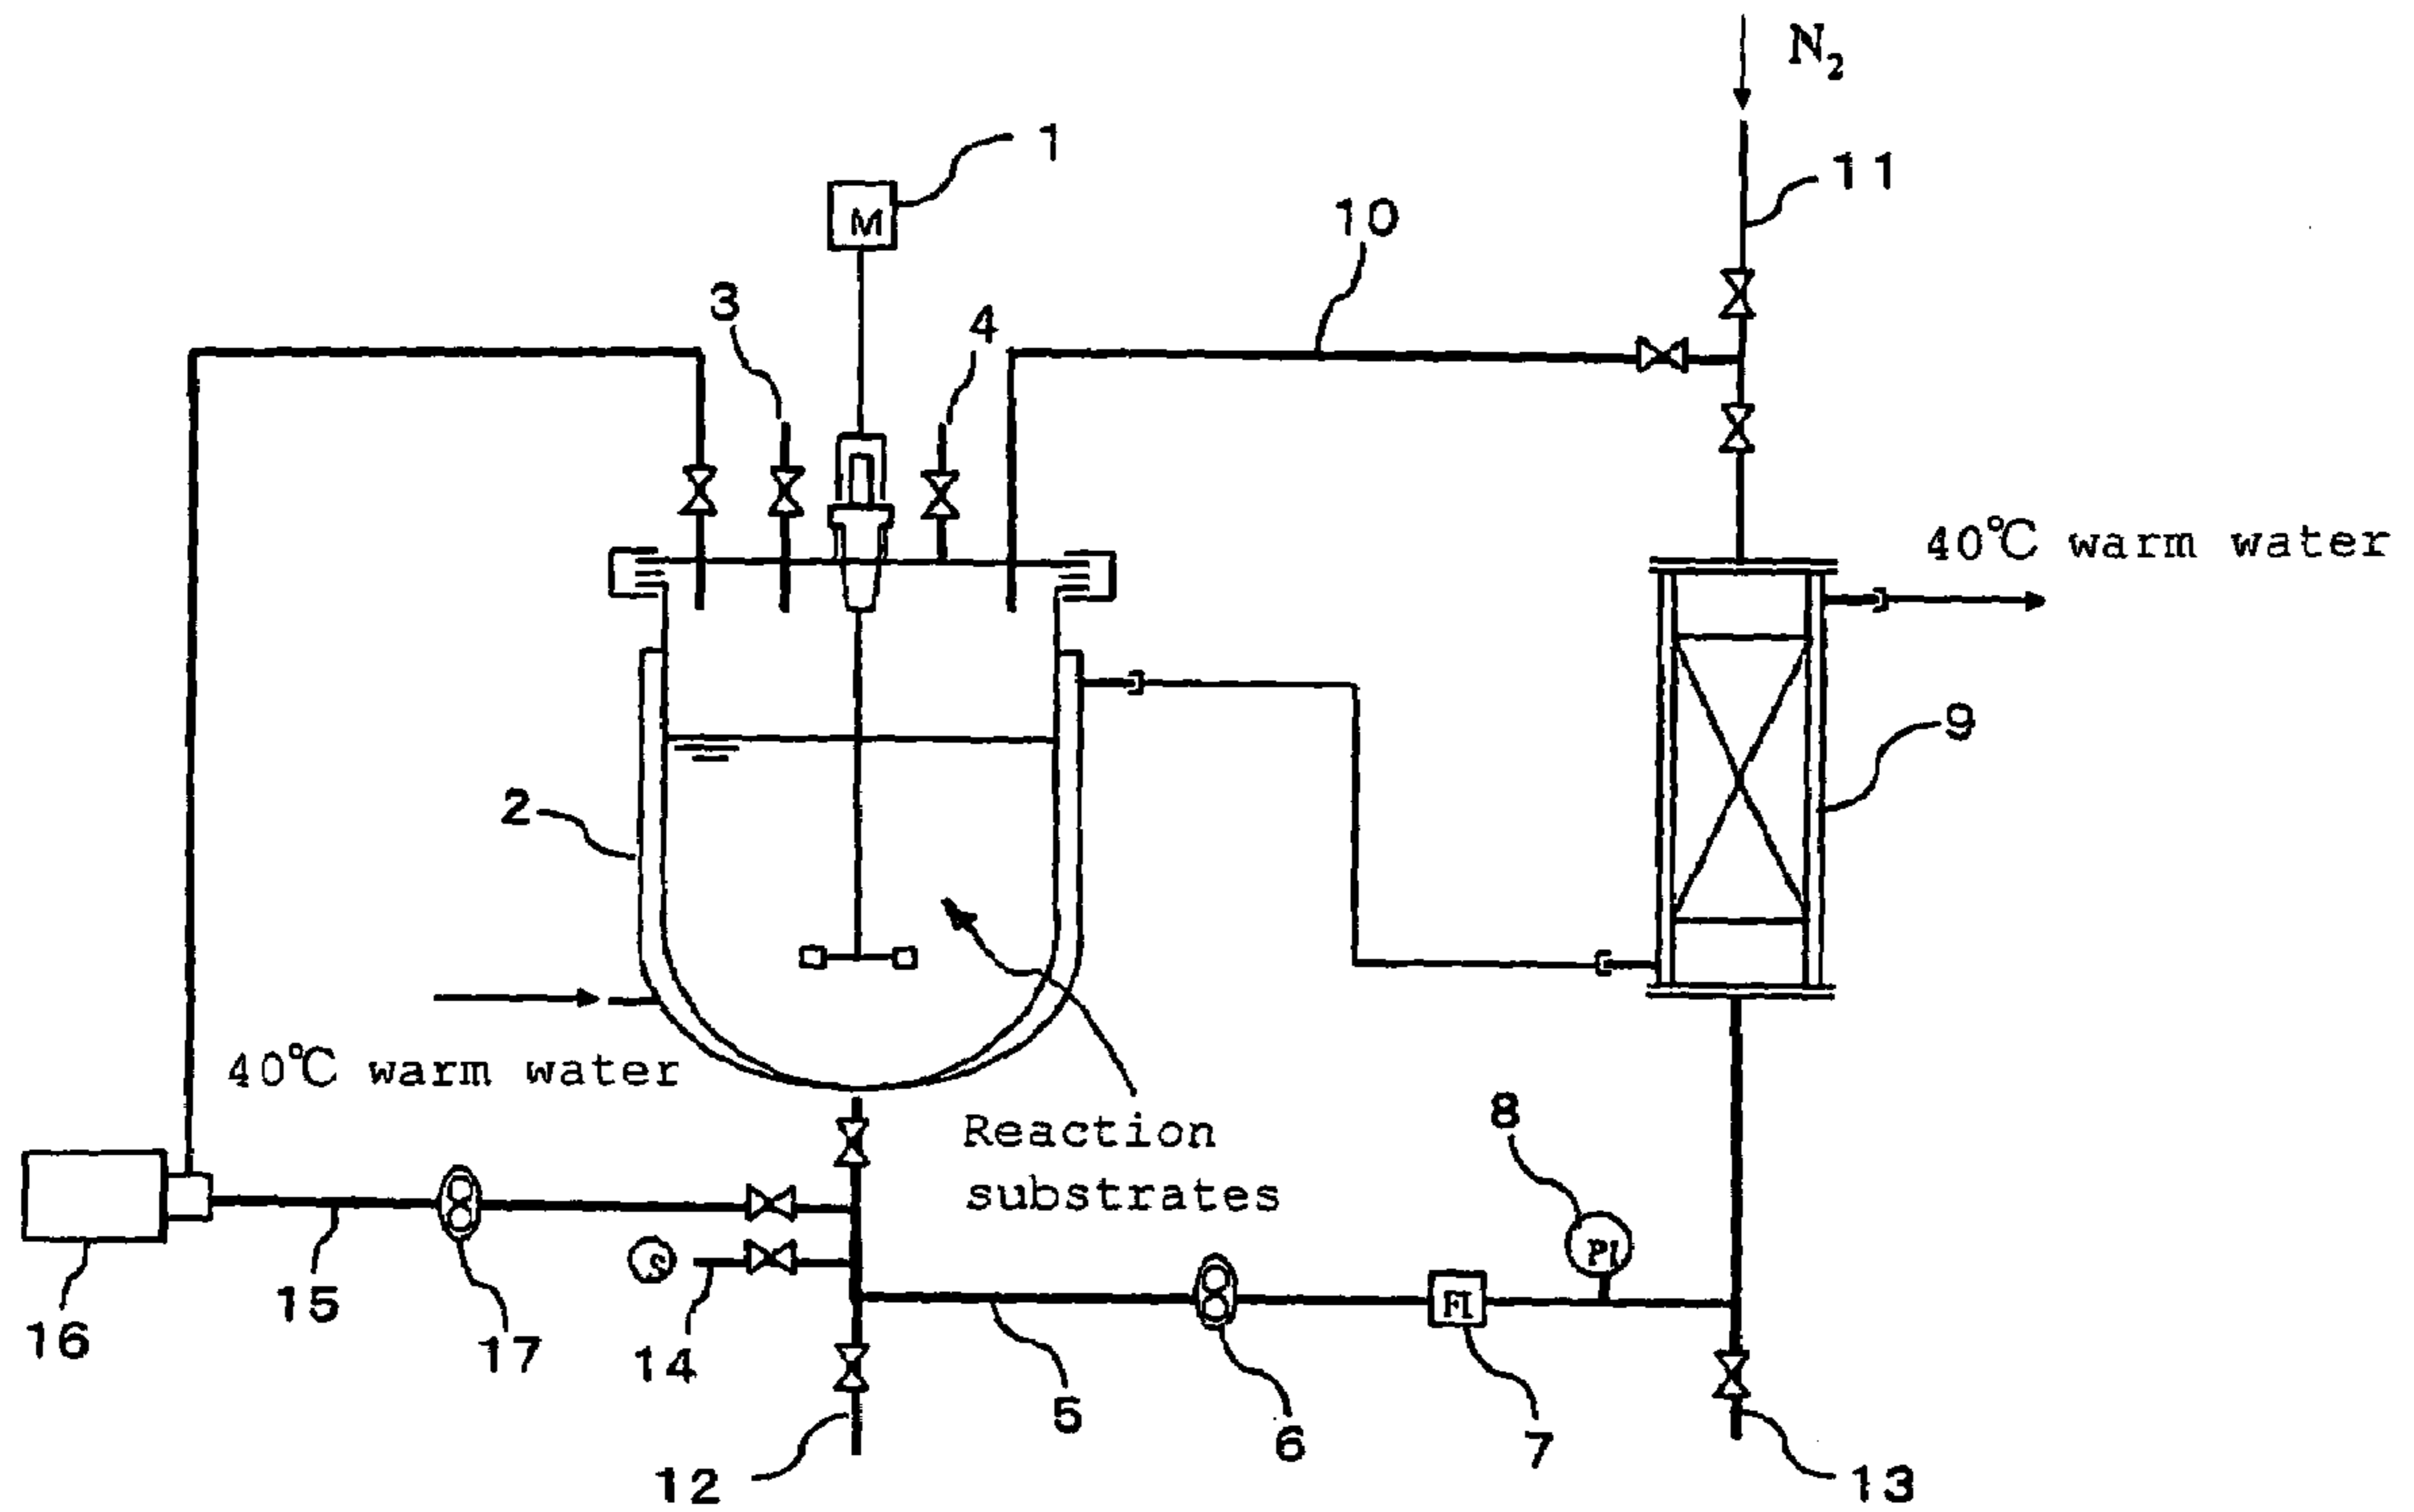 N₂
1
11
M
10
3
4
40℃ warm water
9
2
40℃ warm water
Reaction
substrates
8
S
PI
FI
16
15
17
14
5
6
7
12
13